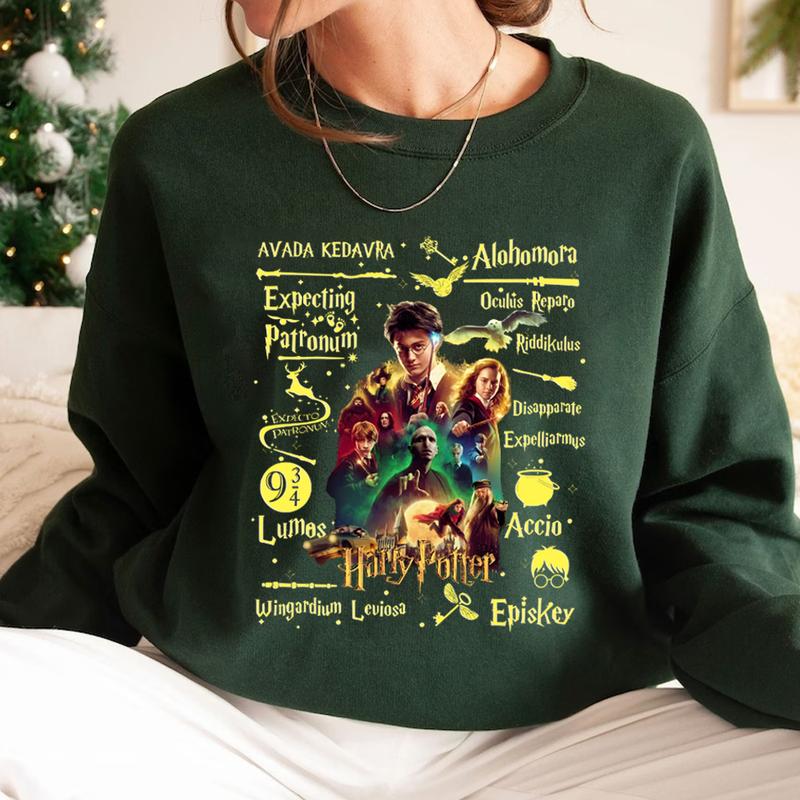 AVADA KEDAVRA
Expecting
Patronum
EXPECTO
PATRONUM
9 3/4
Lumos
Wingardium Leviosa
Alohomora
Oculus Reparo
Riddikulus
Disapparate
Expelliarmus
Accio
Episkey
Harry Potter